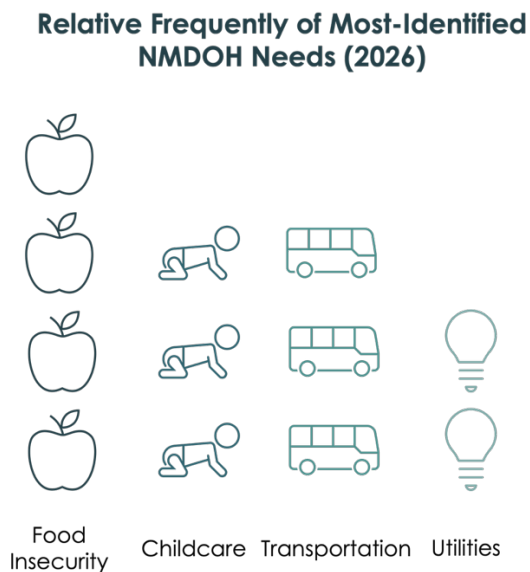 Relative Frequently of Most-Identified
NMDOH Needs (2026)
Food
Insecurity
Childcare
Transportation
Utilities